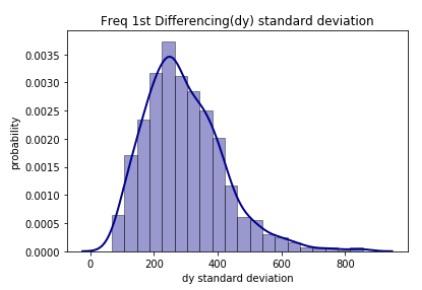 Freq 1st Differencing(dy) standard deviation
probability
0.0035
0.0030
0.0025
0.0020
0.0015
0.0010
0.0005
0.0000
0 200 400 600 800
dy standard deviation